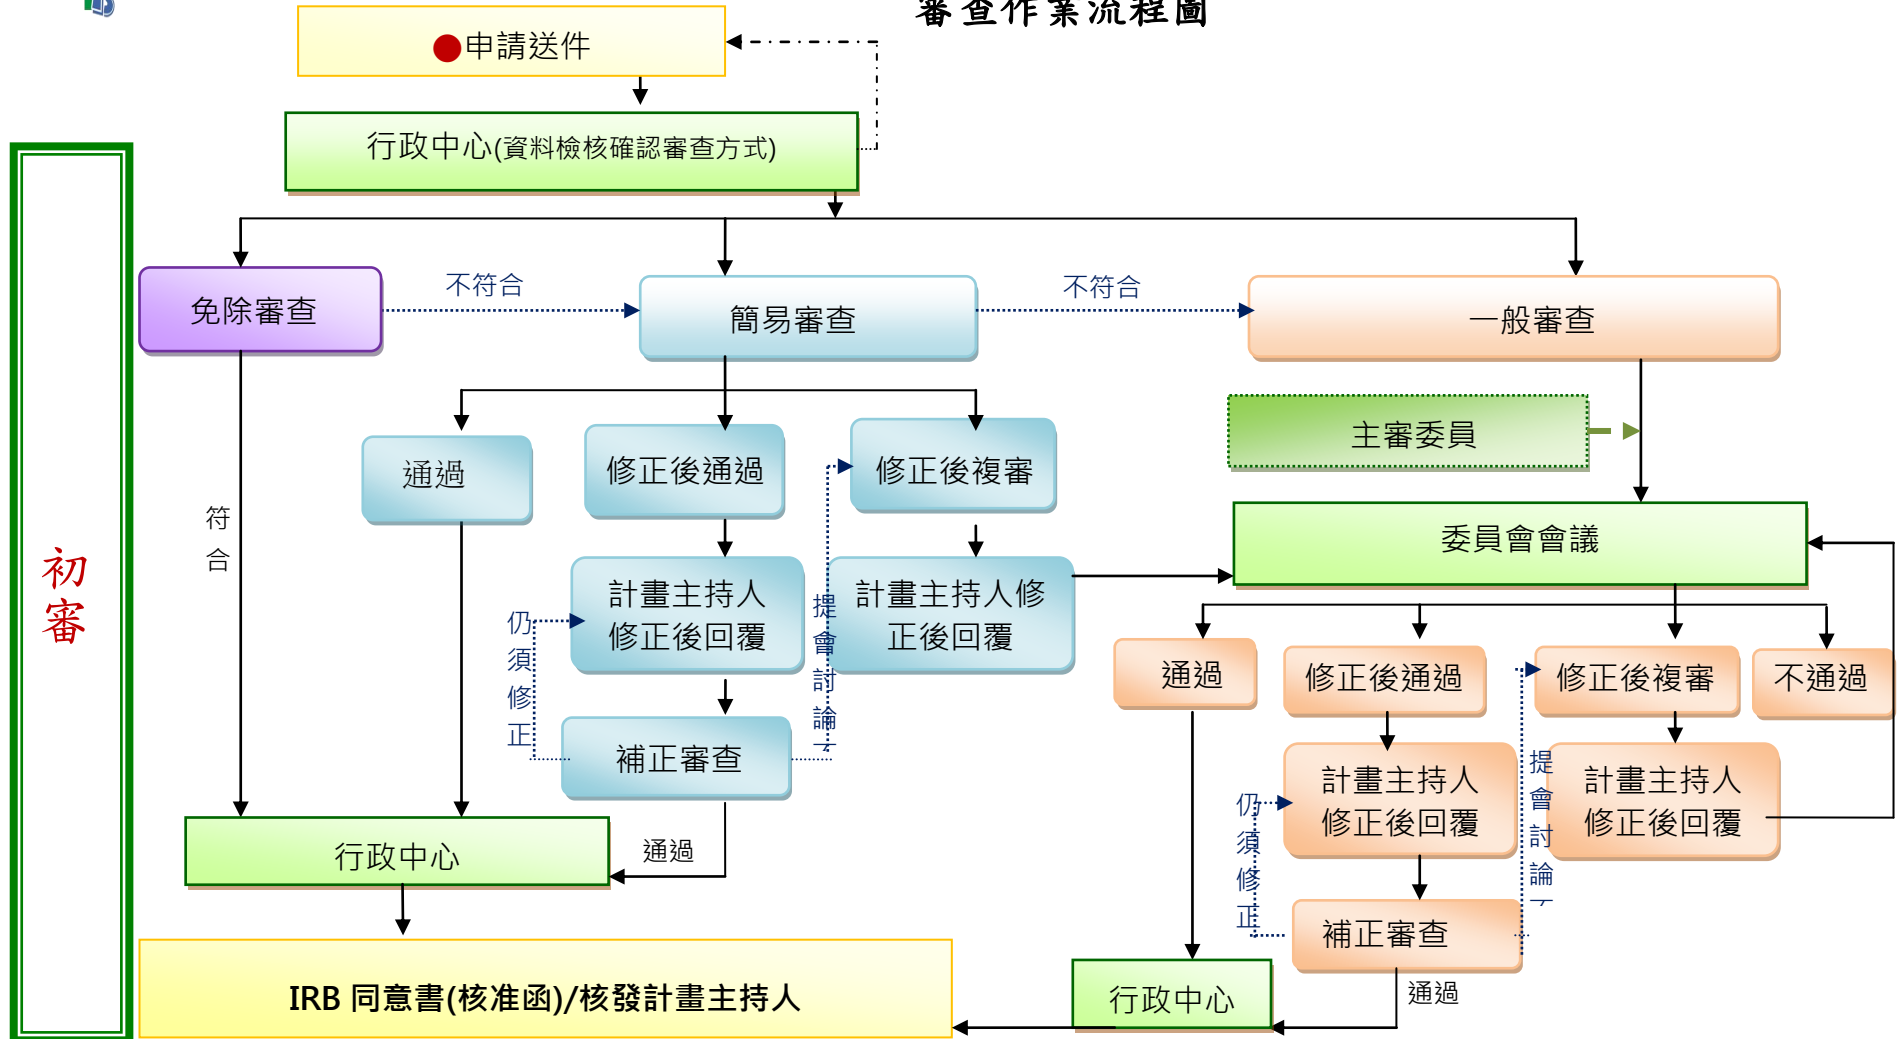 審查作業流程圖
申請送件
行政中心(資料檢核確認審查方式)
初審
免除審查
不符合
簡易審查
不符合
一般審查
主審委員
通過
修正後通過
修正後複審
符合
委員會會議
計畫主持人
修正後回覆
計畫主持人修
正後回覆
仍須修正
提會討論
補正審查
通過
修正後通過
修正後複審
不通過
計畫主持人
修正後回覆
計畫主持人
修正後回覆
仍須修正
提會討論
行政中心
通過
補正審查
通過
IRB 同意書(核准函)/核發計畫主持人
行政中心